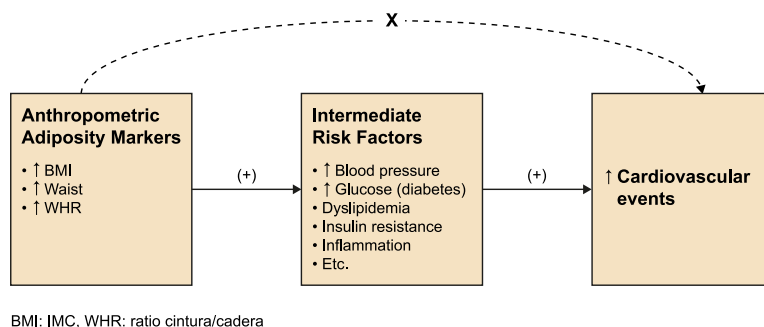 X
Anthropometric
Adiposity Markers
• ↑ BMI
• ↑ Waist
• ↑ WHR
(+)
Intermediate
Risk Factors
• ↑ Blood pressure
• ↑ Glucose (diabetes)
• Dyslipidemia
• Insulin resistance
• Inflammation
• Etc.
(+)
↑ Cardiovascular
events
BMI: IMC, WHR: ratio cintura/cadera